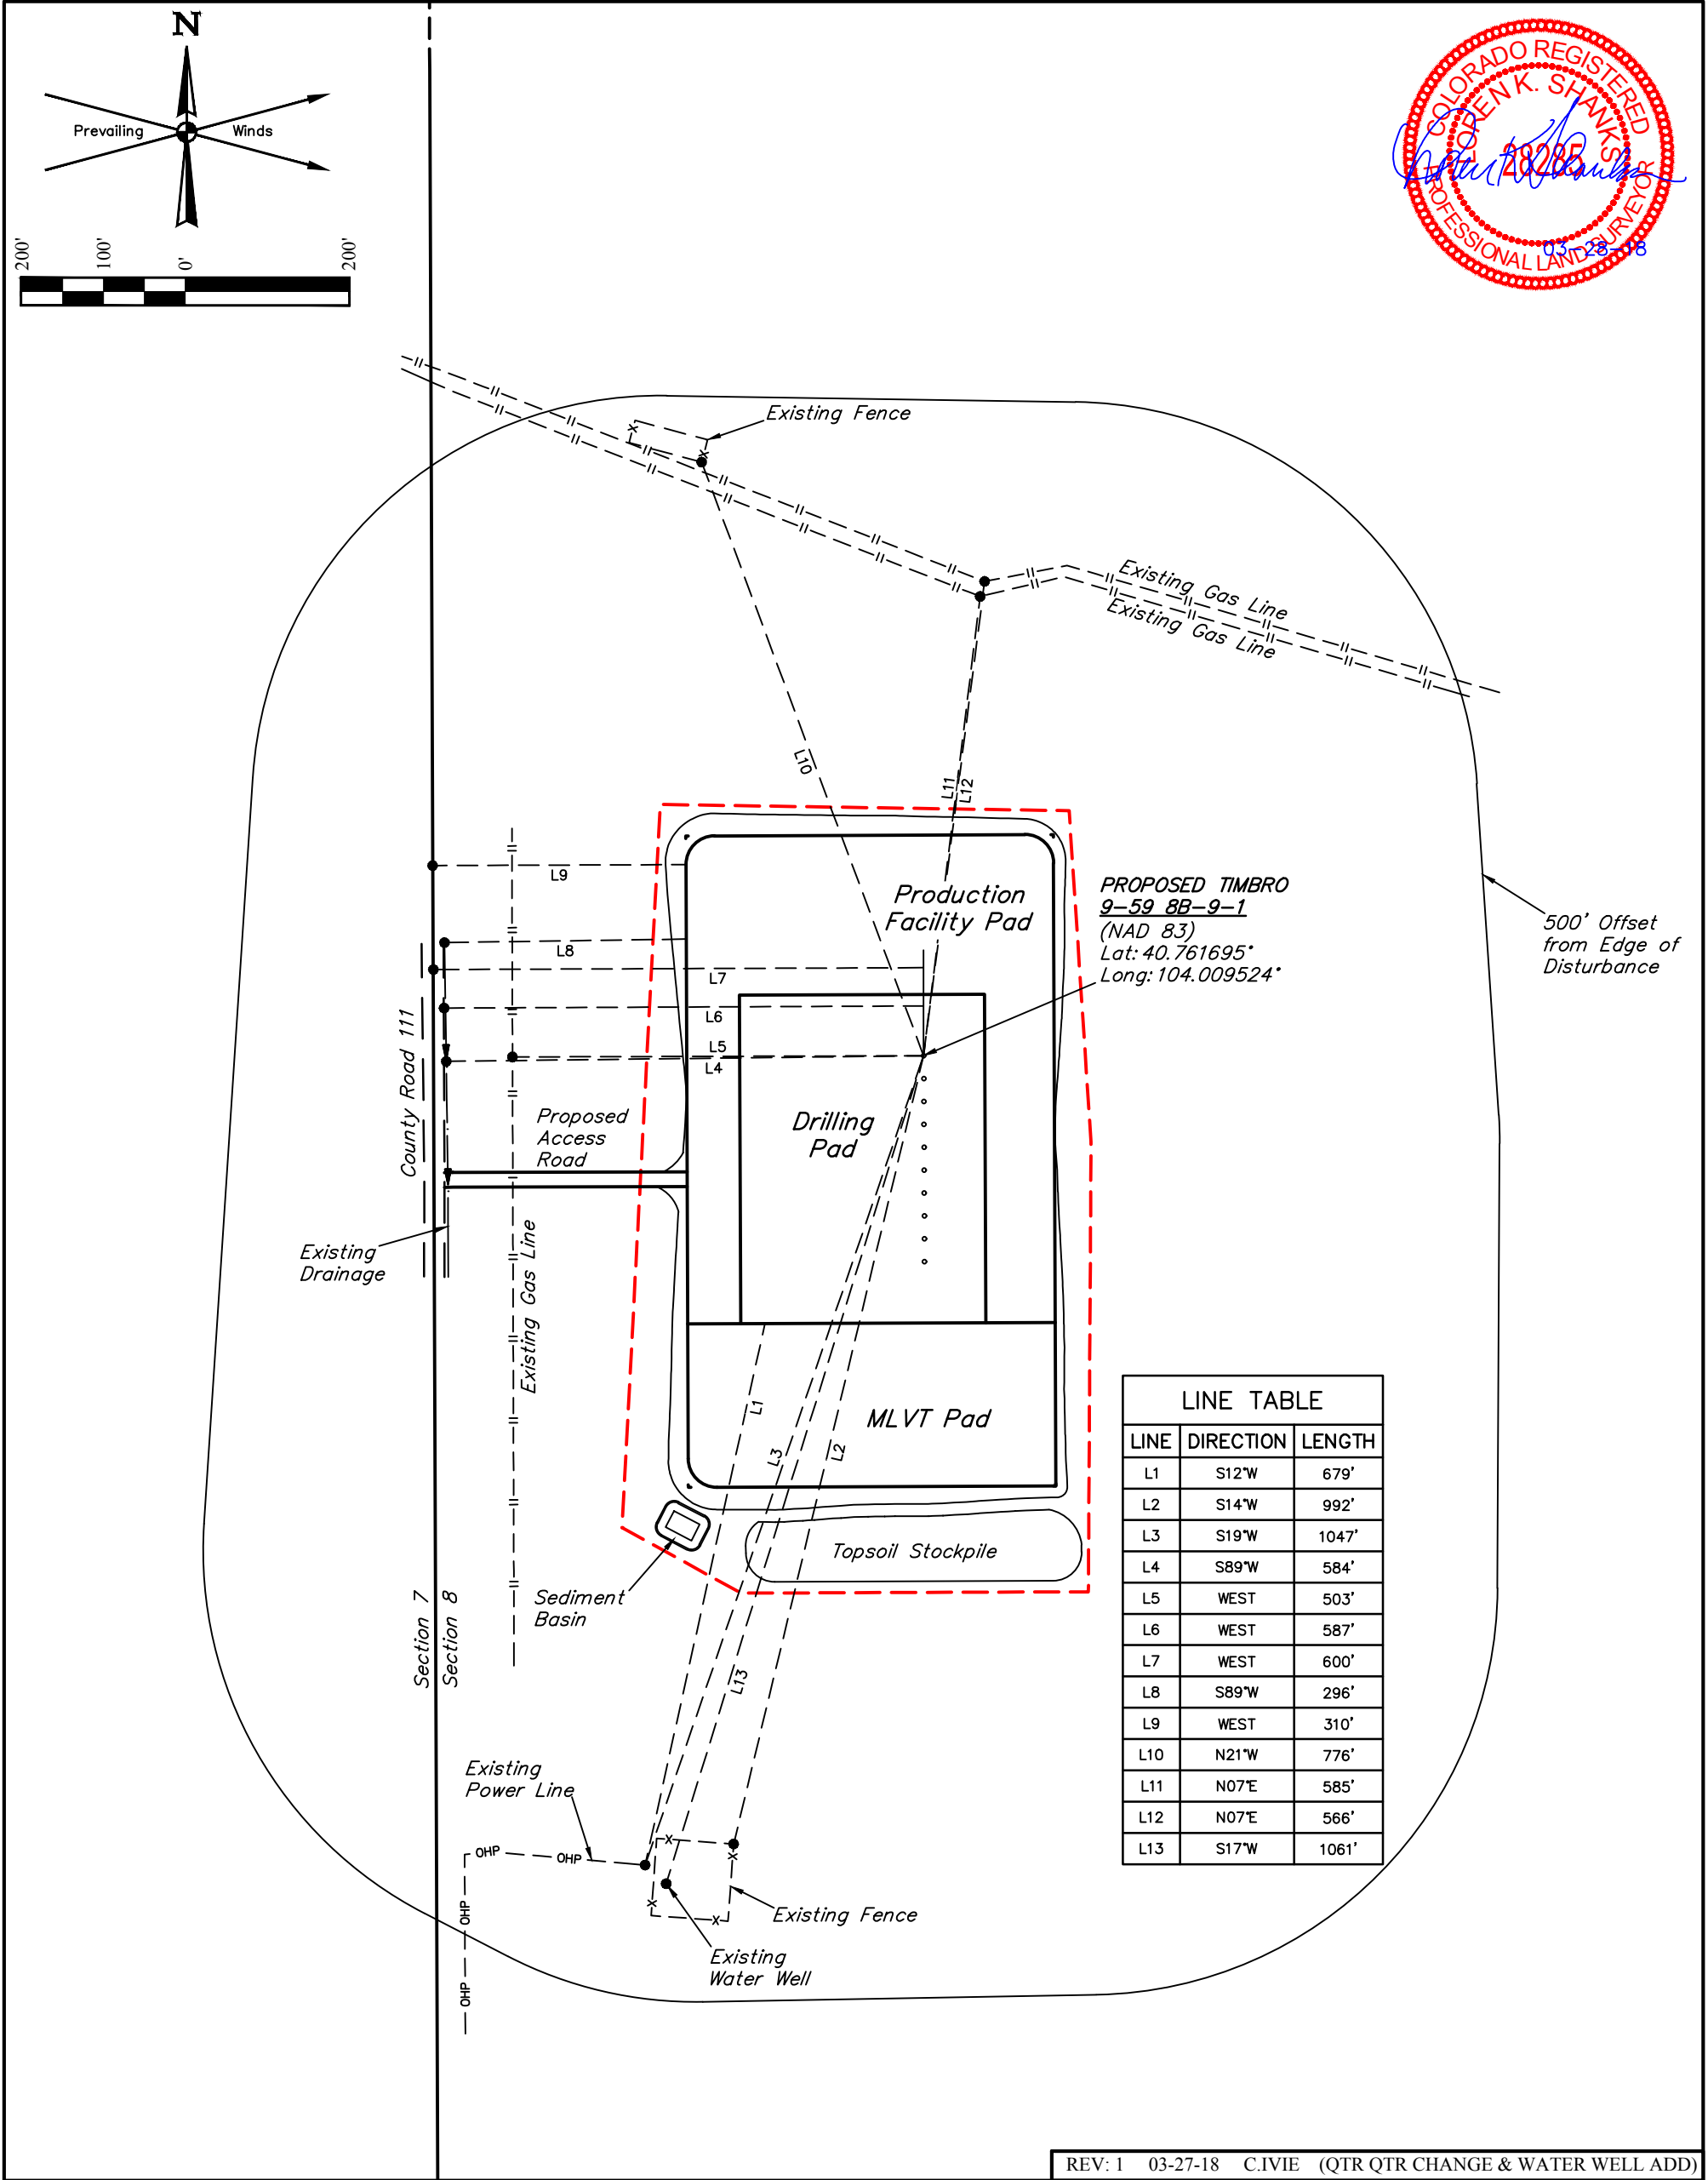 N
Prevailing Winds
200' 100' 0' 200'
COLORADO REGISTERED
LOREN K. SHANKS
28285
PROFESSIONAL LAND SURVEYOR
03-28-18
Existing Fence
Existing Gas Line
Existing Gas Line
L10
L11
L12
L9
L8
L7
L6
L5
L4
Production
Facility Pad
PROPOSED TIMBRO
9-59 8B-9-1
(NAD 83)
Lat: 40.761695°
Long: 104.009524°
500' Offset
from Edge of
Disturbance
County Road 111
Proposed
Access
Road
Drilling
Pad
Existing
Drainage
Existing Gas Line
L1
L3
L2
MLVT Pad
Topsoil Stockpile
Sediment
Basin
Section 7
Section 8
L13
Existing
Power Line
OHP OHP
OHP
OHP
x
x
x
x
x
x
Existing Fence
Existing
Water Well
LINE TABLE
LINE DIRECTION LENGTH
L1 S12°W 679'
L2 S14°W 992'
L3 S19°W 1047'
L4 S89°W 584'
L5 WEST 503'
L6 WEST 587'
L7 WEST 600'
L8 S89°W 296'
L9 WEST 310'
L10 N21°W 776'
L11 N07°E 585'
L12 N07°E 566'
L13 S17°W 1061'
REV: 1 03-27-18 C.IVIE (QTR QTR CHANGE & WATER WELL ADD)